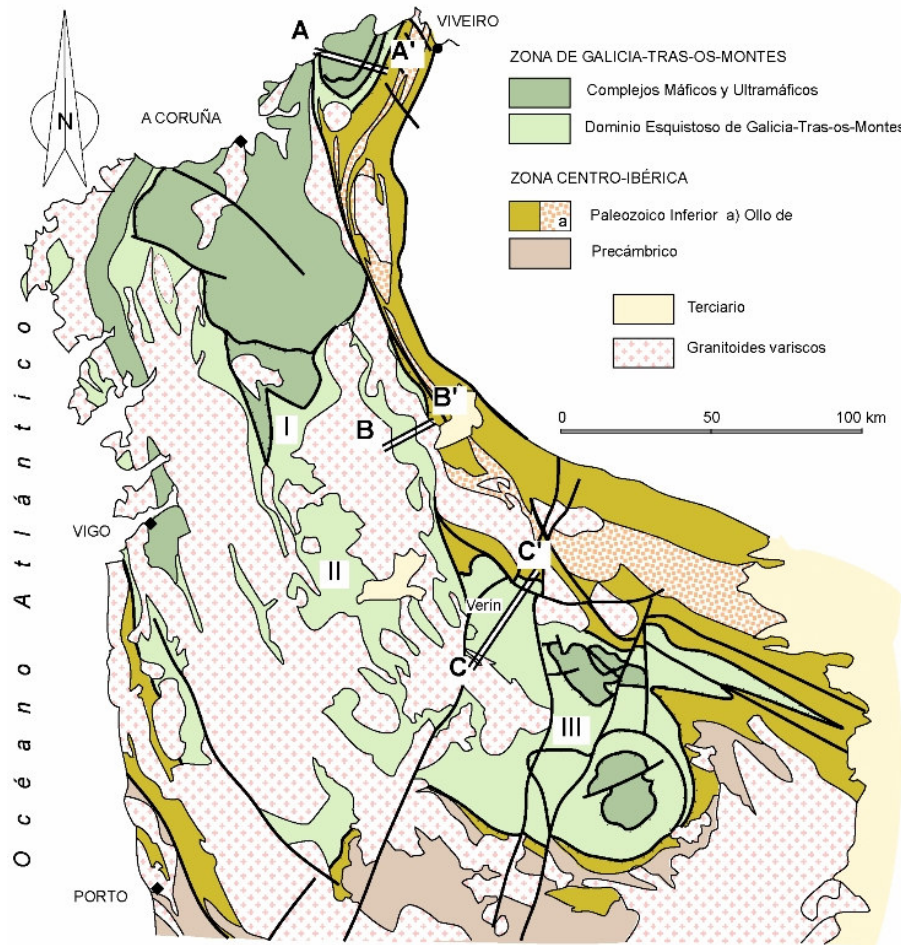 A
VIVEIRO
A'
ZONA DE GALICIA-TRAS-OS-MONTES
Complejos Máficos y Ultramáficos
Dominio Esquistoso de Galicia-Tras-os-Montes
A CORUÑA
N
ZONA CENTRO-IBÉRICA
a
Paleozoico Inferior a) Ollo de
Precámbrico
Terciario
Granitoides variscos
B'
B
0 50 100 km
I
VIGO
II
C'
Verín
C
III
PORTO
Océano Atlántico